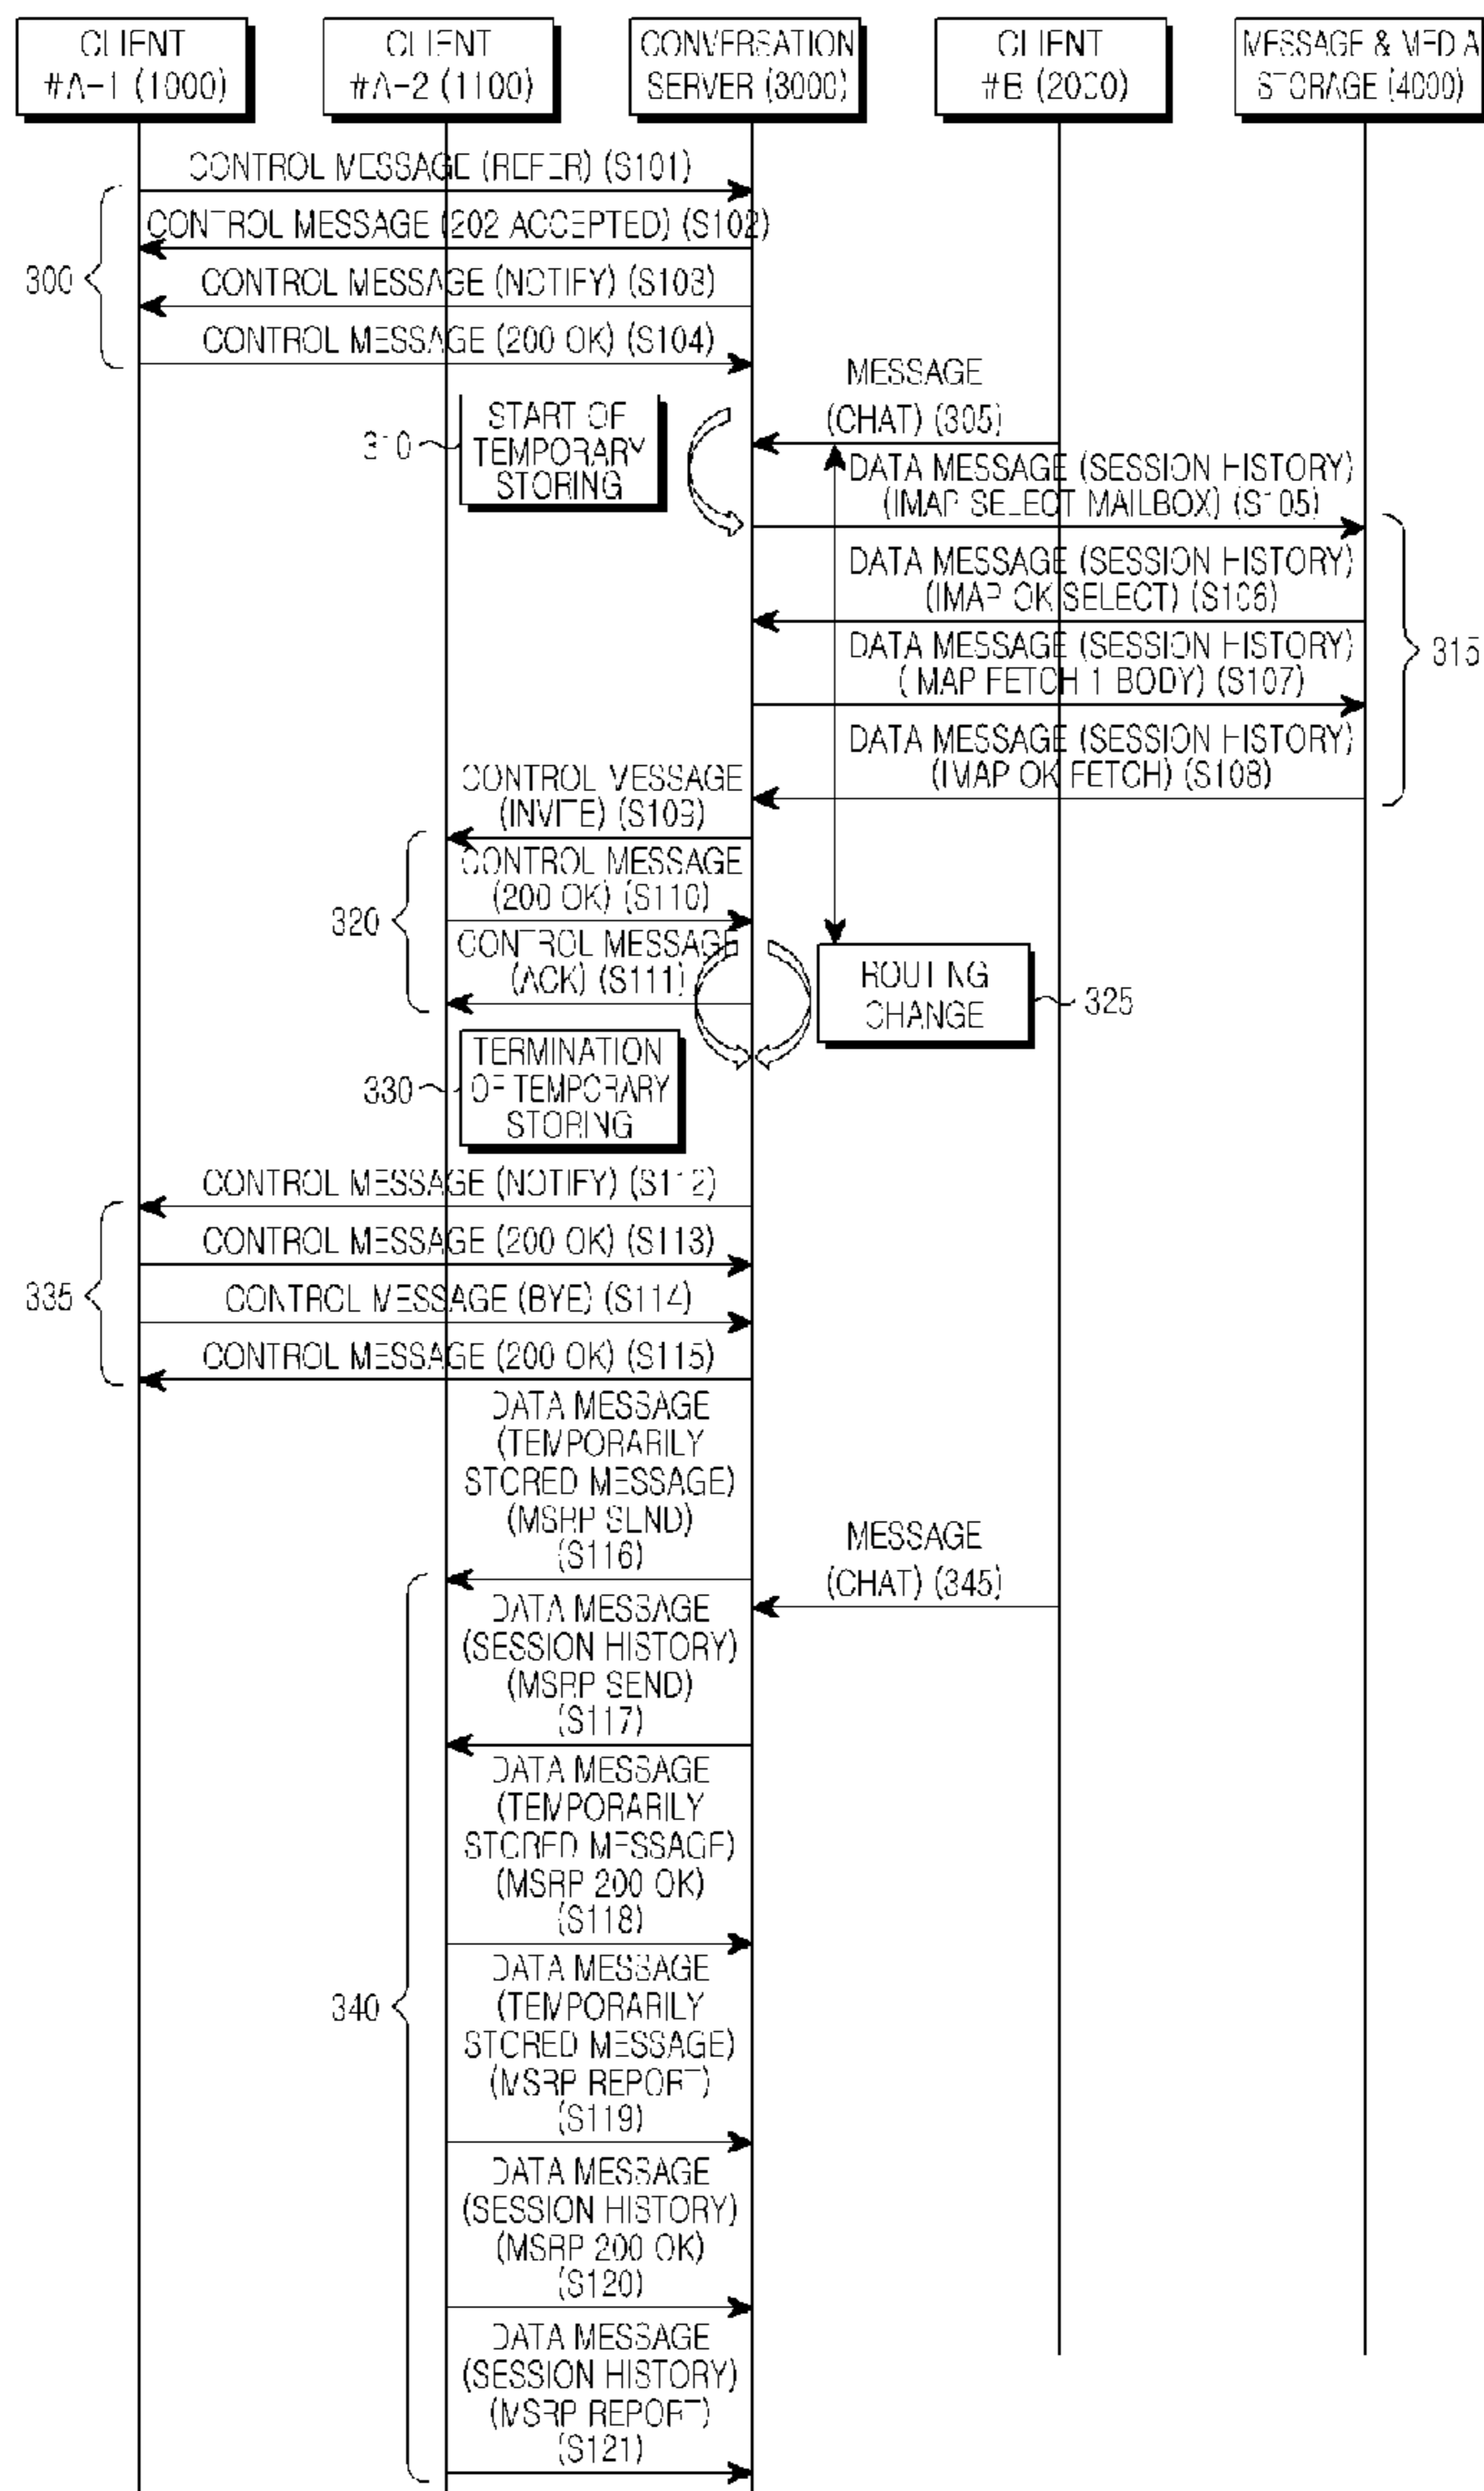 CLIENT
#A-1 (1000)
CLIENT
#A-2 (1100)
CONVERSATION
SERVER (3000)
CLIENT
#B (2000)
MESSAGE & MEDIA
STORAGE (4000)
CONTROL MESSAGE (REFER) (S101)
CONTROL MESSAGE (202 ACCEPTED) (S102)
300
CONTROL MESSAGE (NOTIFY) (S103)
CONTROL MESSAGE (200 OK) (S104)
MESSAGE
(CHAT) (305)
310
START OF
TEMPORARY
STORING
DATA MESSAGE (SESSION HISTORY)
(IMAP SELECT MAILBOX) (S105)
DATA MESSAGE (SESSION HISTORY)
(IMAP OK SELECT) (S106)
315
DATA MESSAGE (SESSION HISTORY)
(IMAP FETCH 1 BODY) (S107)
DATA MESSAGE (SESSION HISTORY)
(IMAP OK FETCH) (S108)
CONTROL MESSAGE
(INVITE) (S109)
320
CONTROL MESSAGE
(200 OK) (S110)
CONTROL MESSAGE
(ACK) (S111)
ROUTING
CHANGE
325
330
TERMINATION
OF TEMPORARY
STORING
CONTROL MESSAGE (NOTIFY) (S112)
CONTROL MESSAGE (200 OK) (S113)
335
CONTROL MESSAGE (BYE) (S114)
CONTROL MESSAGE (200 OK) (S115)
DATA MESSAGE
(TEMPORARILY
STORED MESSAGE)
(MSRP SEND)
(S116)
MESSAGE
(CHAT) (345)
DATA MESSAGE
(SESSION HISTORY)
(MSRP SEND)
(S117)
DATA MESSAGE
(TEMPORARILY
STORED MESSAGE)
(MSRP 200 OK)
(S118)
340
DATA MESSAGE
(TEMPORARILY
STORED MESSAGE)
(MSRP REPORT)
(S119)
DATA MESSAGE
(SESSION HISTORY)
(MSRP 200 OK)
(S120)
DATA MESSAGE
(SESSION HISTORY)
(MSRP REPORT)
(S121)